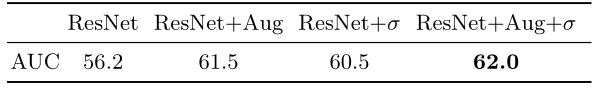 ResNet ResNet+Aug ResNet+σ ResNet+Aug+σ
AUC 56.2 61.5 60.5 62.0